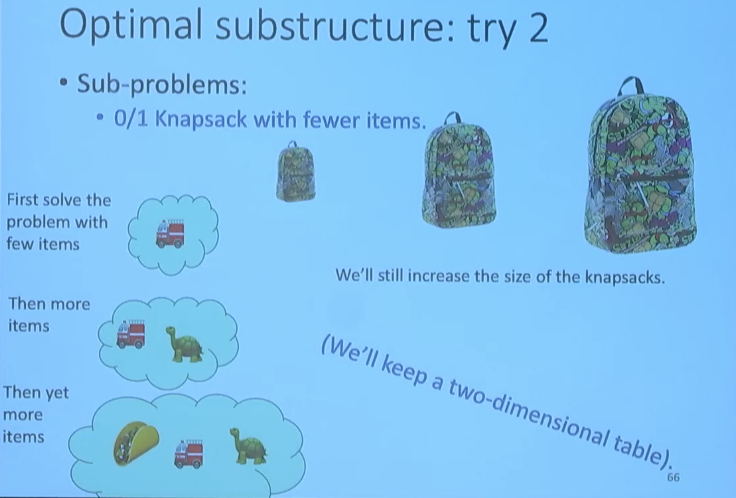 Optimal substructure: try 2
• Sub-problems:
• 0/1 Knapsack with fewer items.
First solve the
problem with
few items
We'll still increase the size of the knapsacks.
Then more
items
(We'll keep a two-dimensional table).
Then yet
more
items
66